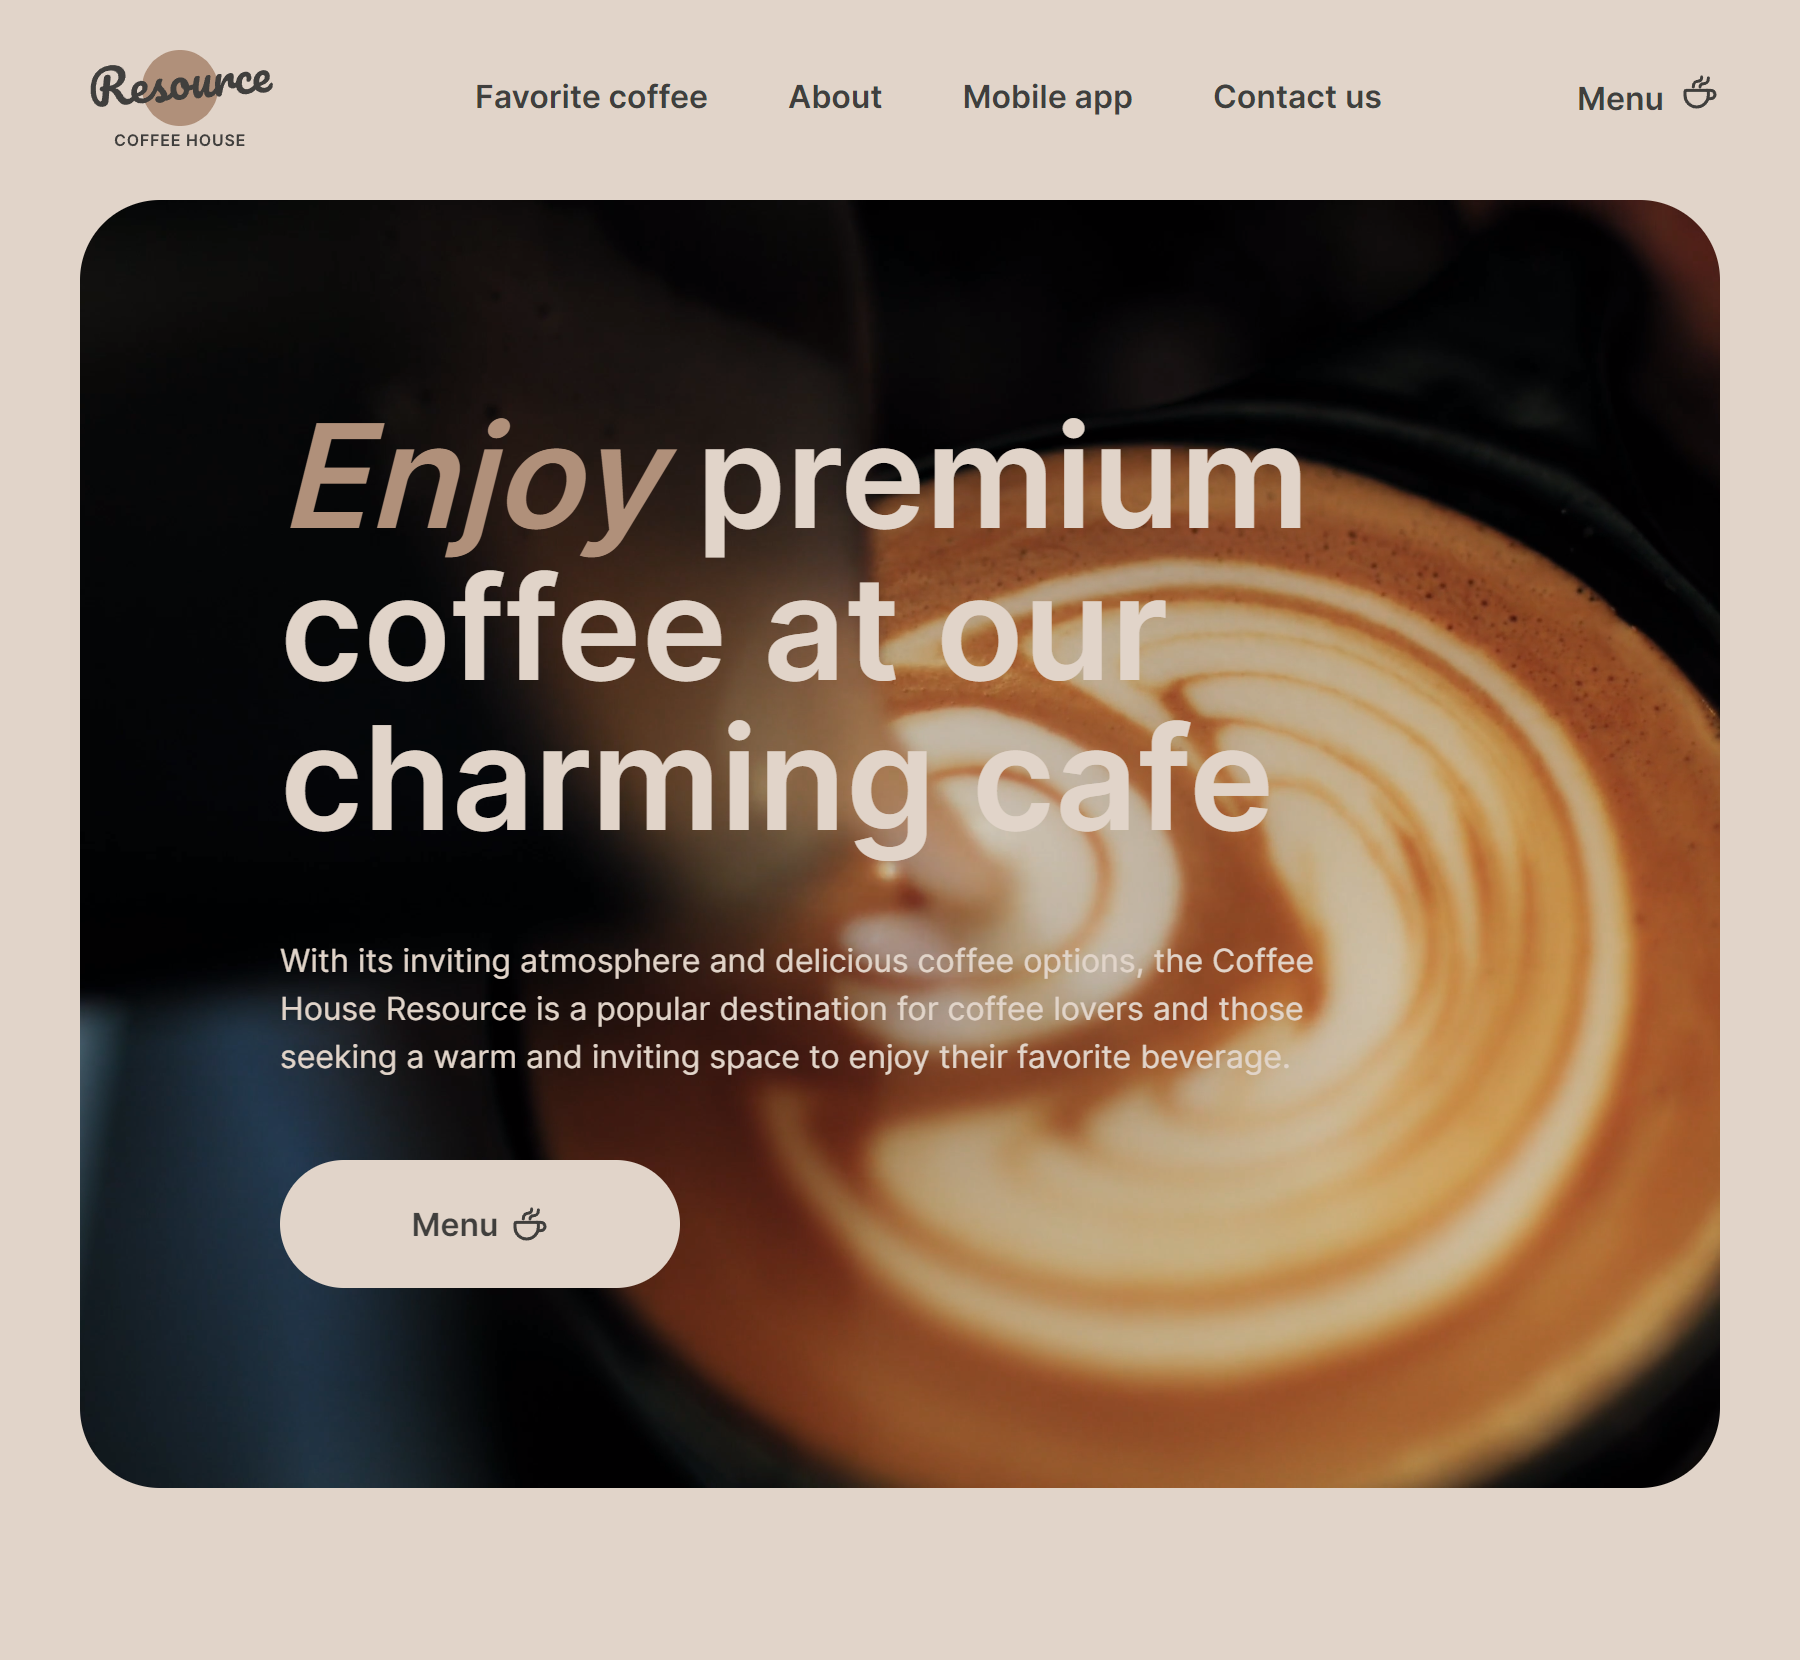 Resource
COFFEE HOUSE
Favorite coffee
About
Mobile app
Contact us
Menu
Enjoy premium
coffee at our
charming cafe
With its inviting atmosphere and delicious coffee options, the Coffee
House Resource is a popular destination for coffee lovers and those
seeking a warm and inviting space to enjoy their favorite beverage.
Menu